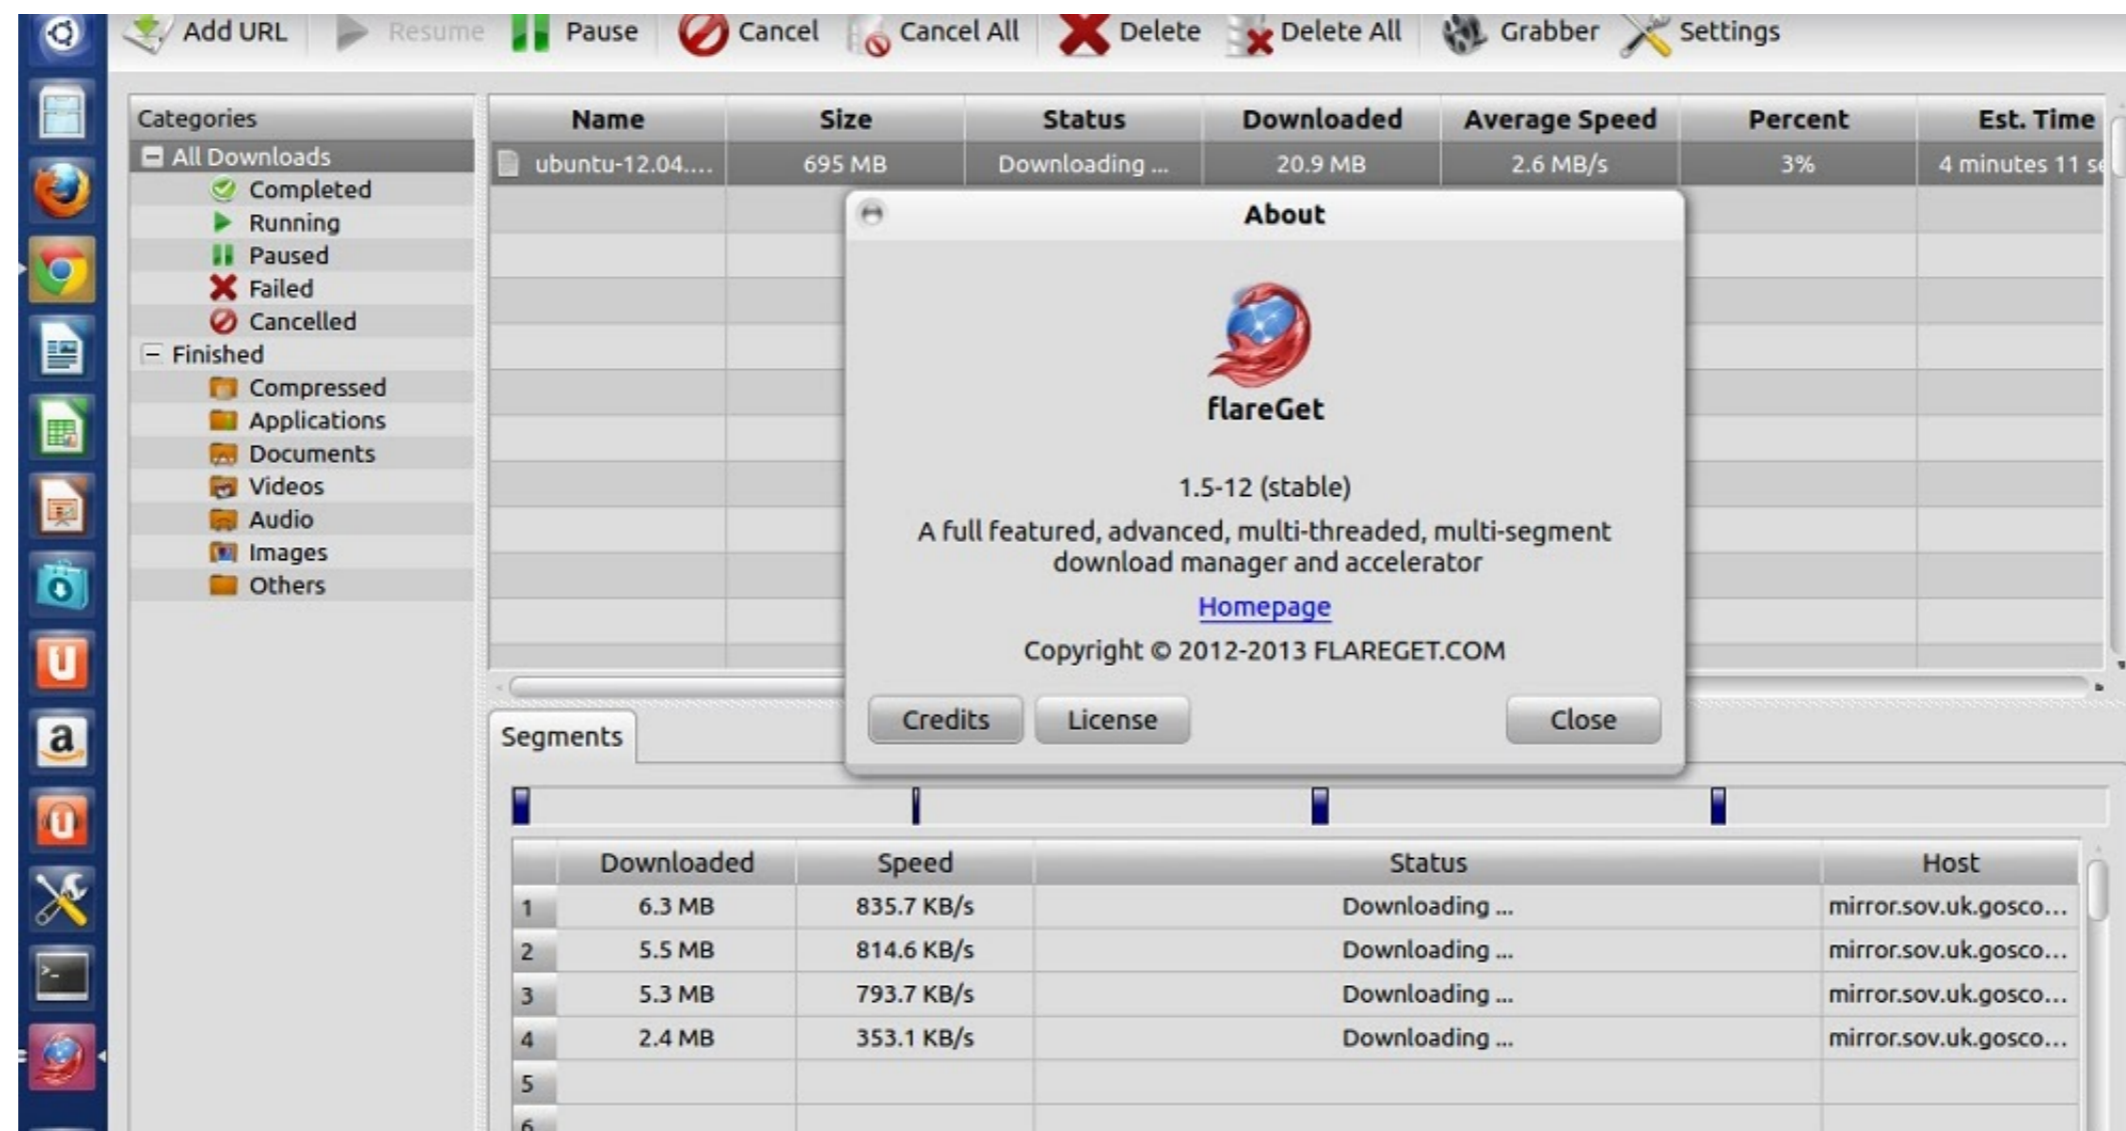 Add URL Resume Pause Cancel Cancel All Delete Delete All Grabber Settings
Categories
All Downloads
Completed
Running
Paused
Failed
Cancelled
Finished
Compressed
Applications
Documents
Videos
Audio
Images
Others
Name Size Status Downloaded Average Speed Percent Est. Time
ubuntu-12.04.... 695 MB Downloading ... 20.9 MB 2.6 MB/s 3% 4 minutes 11 se
About
flareGet
1.5-12 (stable)
A full featured, advanced, multi-threaded, multi-segment
download manager and accelerator
Homepage
Copyright © 2012-2013 FLAREGET.COM
Credits License Close
Segments
Downloaded Speed Status Host
1 6.3 MB 835.7 KB/s Downloading ... mirror.sov.uk.gosco...
2 5.5 MB 814.6 KB/s Downloading ... mirror.sov.uk.gosco...
3 5.3 MB 793.7 KB/s Downloading ... mirror.sov.uk.gosco...
4 2.4 MB 353.1 KB/s Downloading ... mirror.sov.uk.gosco...
5
6